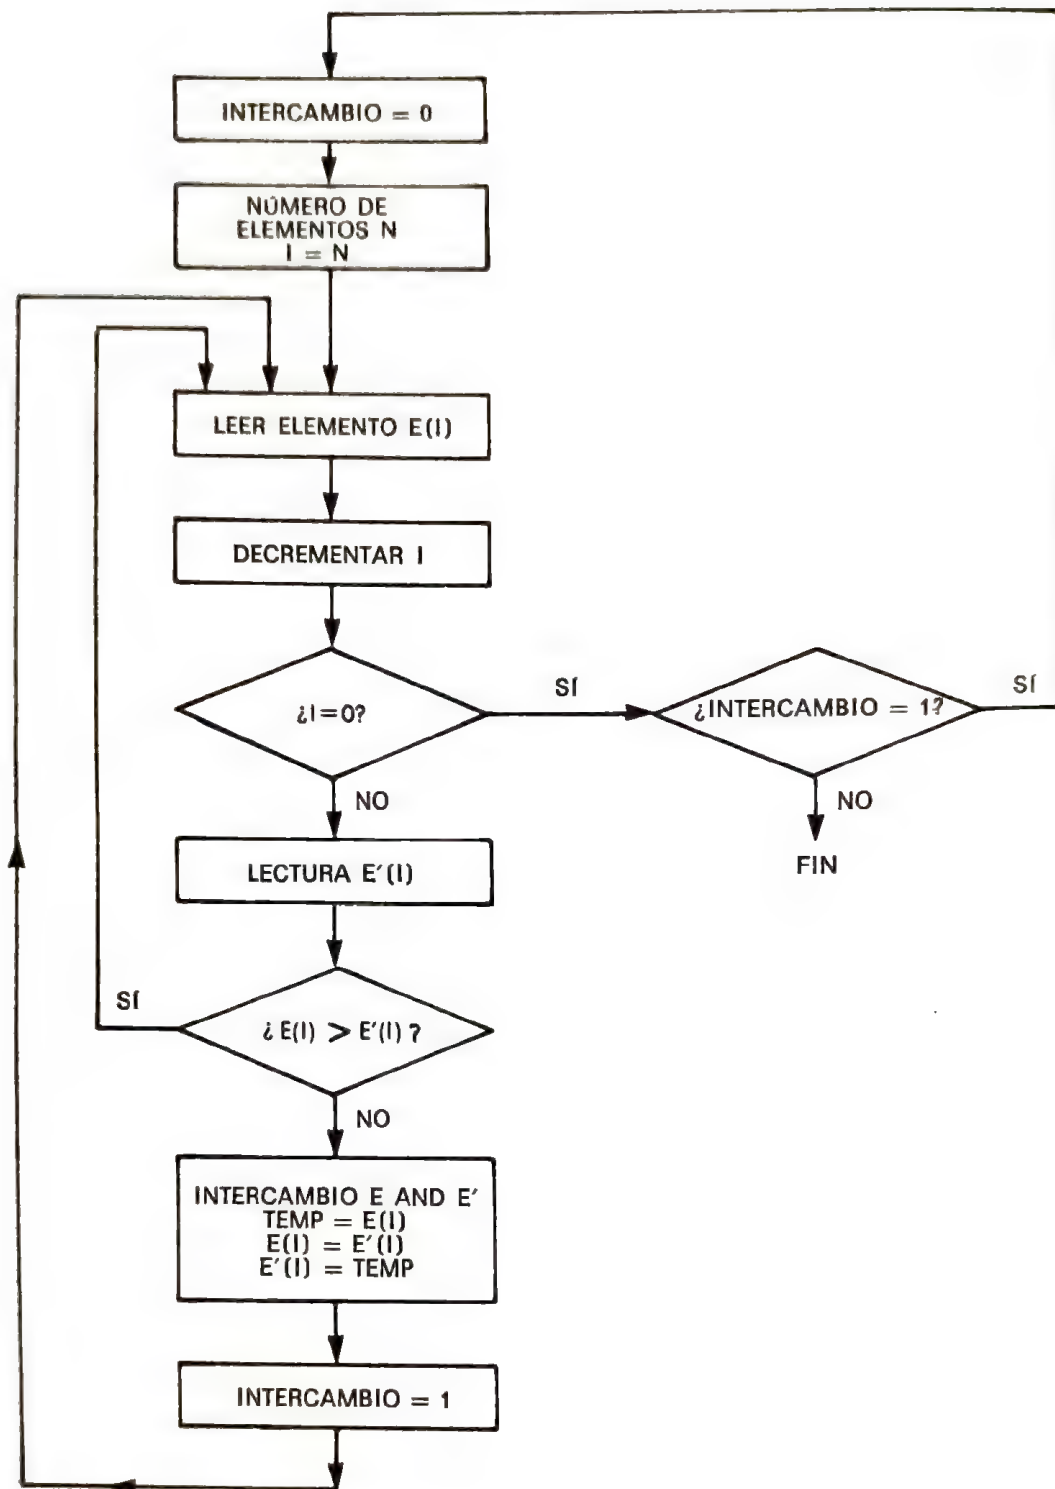 INTERCAMBIO = 0
NÚMERO DE
ELEMENTOS N
I = N
LEER ELEMENTO E(I)
DECREMENTAR I
¿I=0?
SÍ
¿INTERCAMBIO = 1?
SÍ
NO
NO
FIN
LECTURA E′(I)
SÍ
¿E(I) > E′(I)?
NO
INTERCAMBIO E AND E′
TEMP = E(I)
E(I) = E′(I)
E′(I) = TEMP
INTERCAMBIO = 1